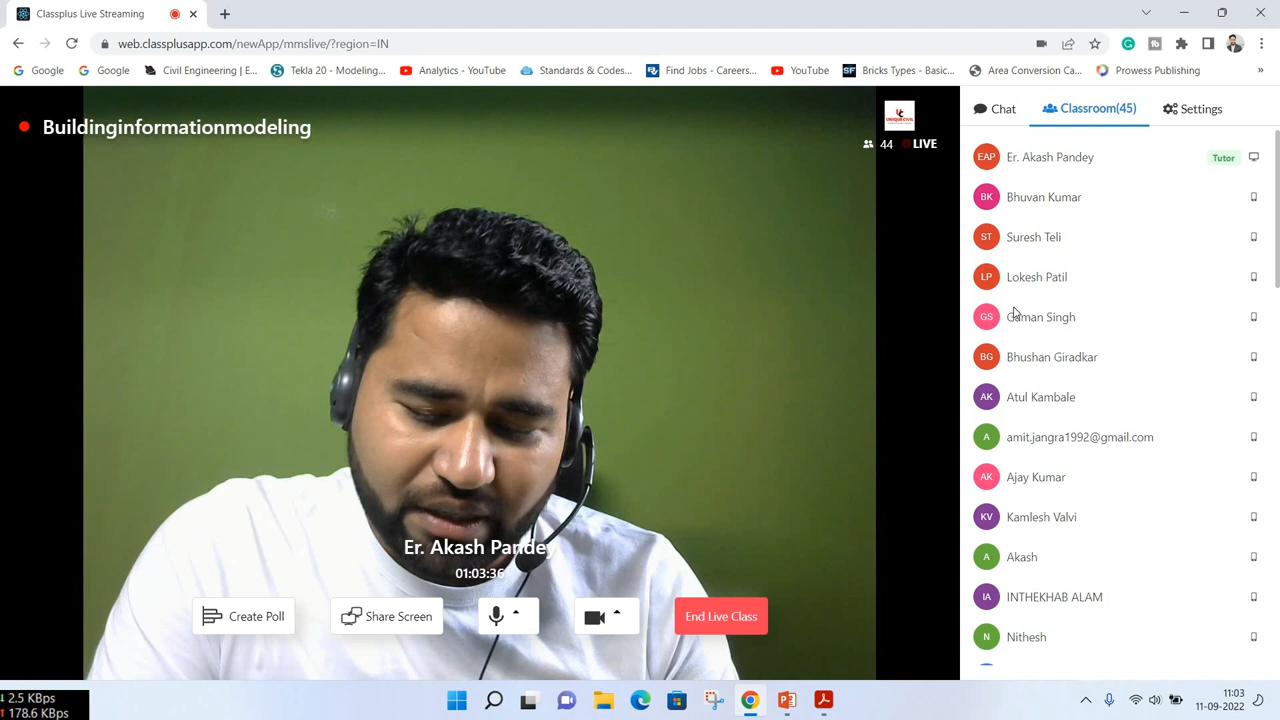 Classplus Live Streaming
web.classplusapp.com/newApp/mmslive/?region=IN
Google
Google
Civil Engineering | E...
Tekla 20 - Modeling...
Analytics - YouTube
Standards & Codes...
Find Jobs - Careers...
YouTube
Bricks Types - Basic...
Area Conversion Ca...
Prowess Publishing
»
Buildinginformationmodeling
UNIQUE CIVIL
44 LIVE
Chat
Classroom(45)
Settings
EAP Er. Akash Pandey Tutor
BK Bhuvan Kumar
ST Suresh Teli
LP Lokesh Patil
GS Gaman Singh
BG Bhushan Giradkar
AK Atul Kambale
A amit.jangra1992@gmail.com
AK Ajay Kumar
KV Kamlesh Valvi
A Akash
IA INTHEKHAB ALAM
N Nithesh
Er. Akash Pandey
01:03:36
Create Poll
Share Screen
End Live Class
2.5 KBps
178.6 KBps
11:03
11-09-2022